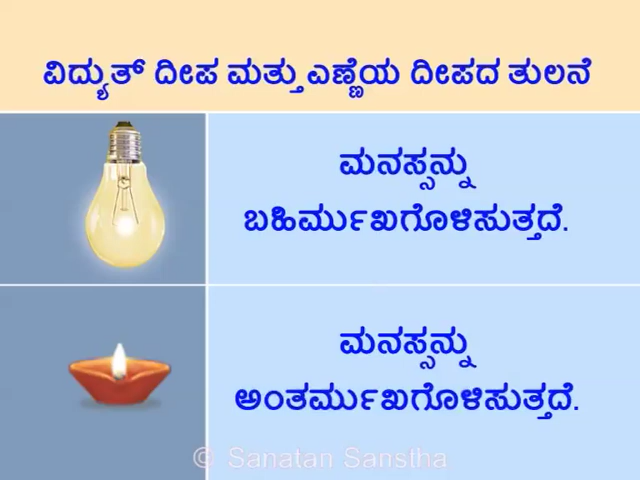 ವಿದ್ಯುತ್ ದೀಪ ಮತ್ತು ಎಣ್ಣೆಯ ದೀಪದ ತುಲನೆ
ಮನಸ್ಸನ್ನು
ಬಹಿರ್ಮುಖಗೊಳಿಸುತ್ತದೆ.
ಮನಸ್ಸನ್ನು
ಅಂತರ್ಮುಖಗೊಳಿಸುತ್ತದೆ.
© Sanatan Sanstha